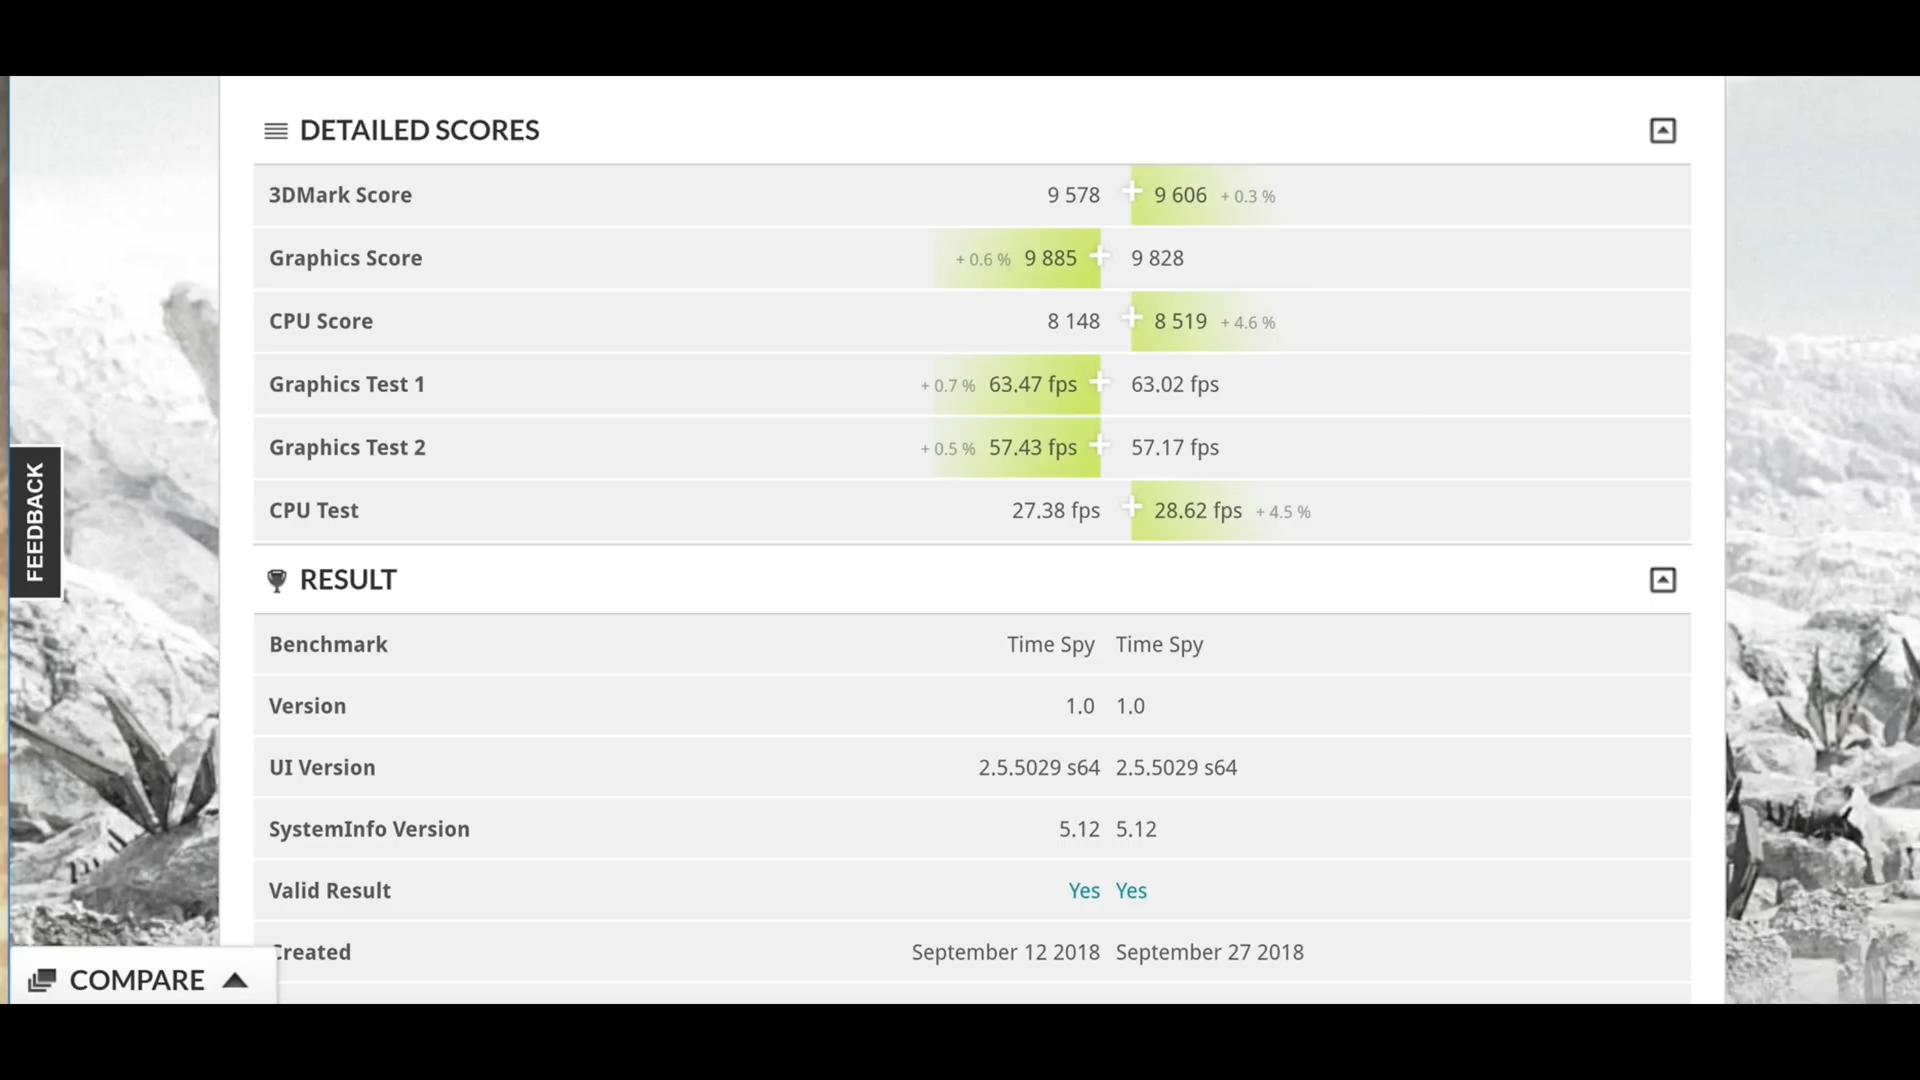 DETAILED SCORES
3DMark Score 9 578 + 9 606 + 0.3 %
Graphics Score + 0.6 % 9 885 + 9 828
CPU Score 8 148 + 8 519 + 4.6 %
Graphics Test 1 + 0.7 % 63.47 fps + 63.02 fps
Graphics Test 2 + 0.5 % 57.43 fps + 57.17 fps
CPU Test 27.38 fps + 28.62 fps + 4.5 %
FEEDBACK
RESULT
Benchmark Time Spy Time Spy
Version 1.0 1.0
UI Version 2.5.5029 s64 2.5.5029 s64
SystemInfo Version 5.12 5.12
Valid Result Yes Yes
Created September 12 2018 September 27 2018
COMPARE